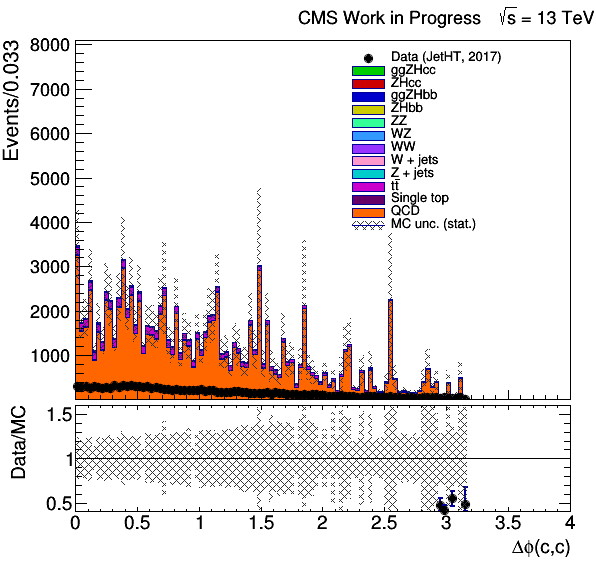 CMS Work in Progress √s = 13 TeV
Events/0.033
8000
7000
6000
5000
4000
3000
2000
1000
Data (JetHT, 2017)
ggZHcc
ZHcc
ggZHbb
ZHbb
ZZ
WZ
WW
W + jets
Z + jets
tt̄
Single top
QCD
MC unc. (stat.)
Data/MC
1.5
1
0.5
0 0.5 1 1.5 2 2.5 3 3.5 4
Δϕ(c,c)